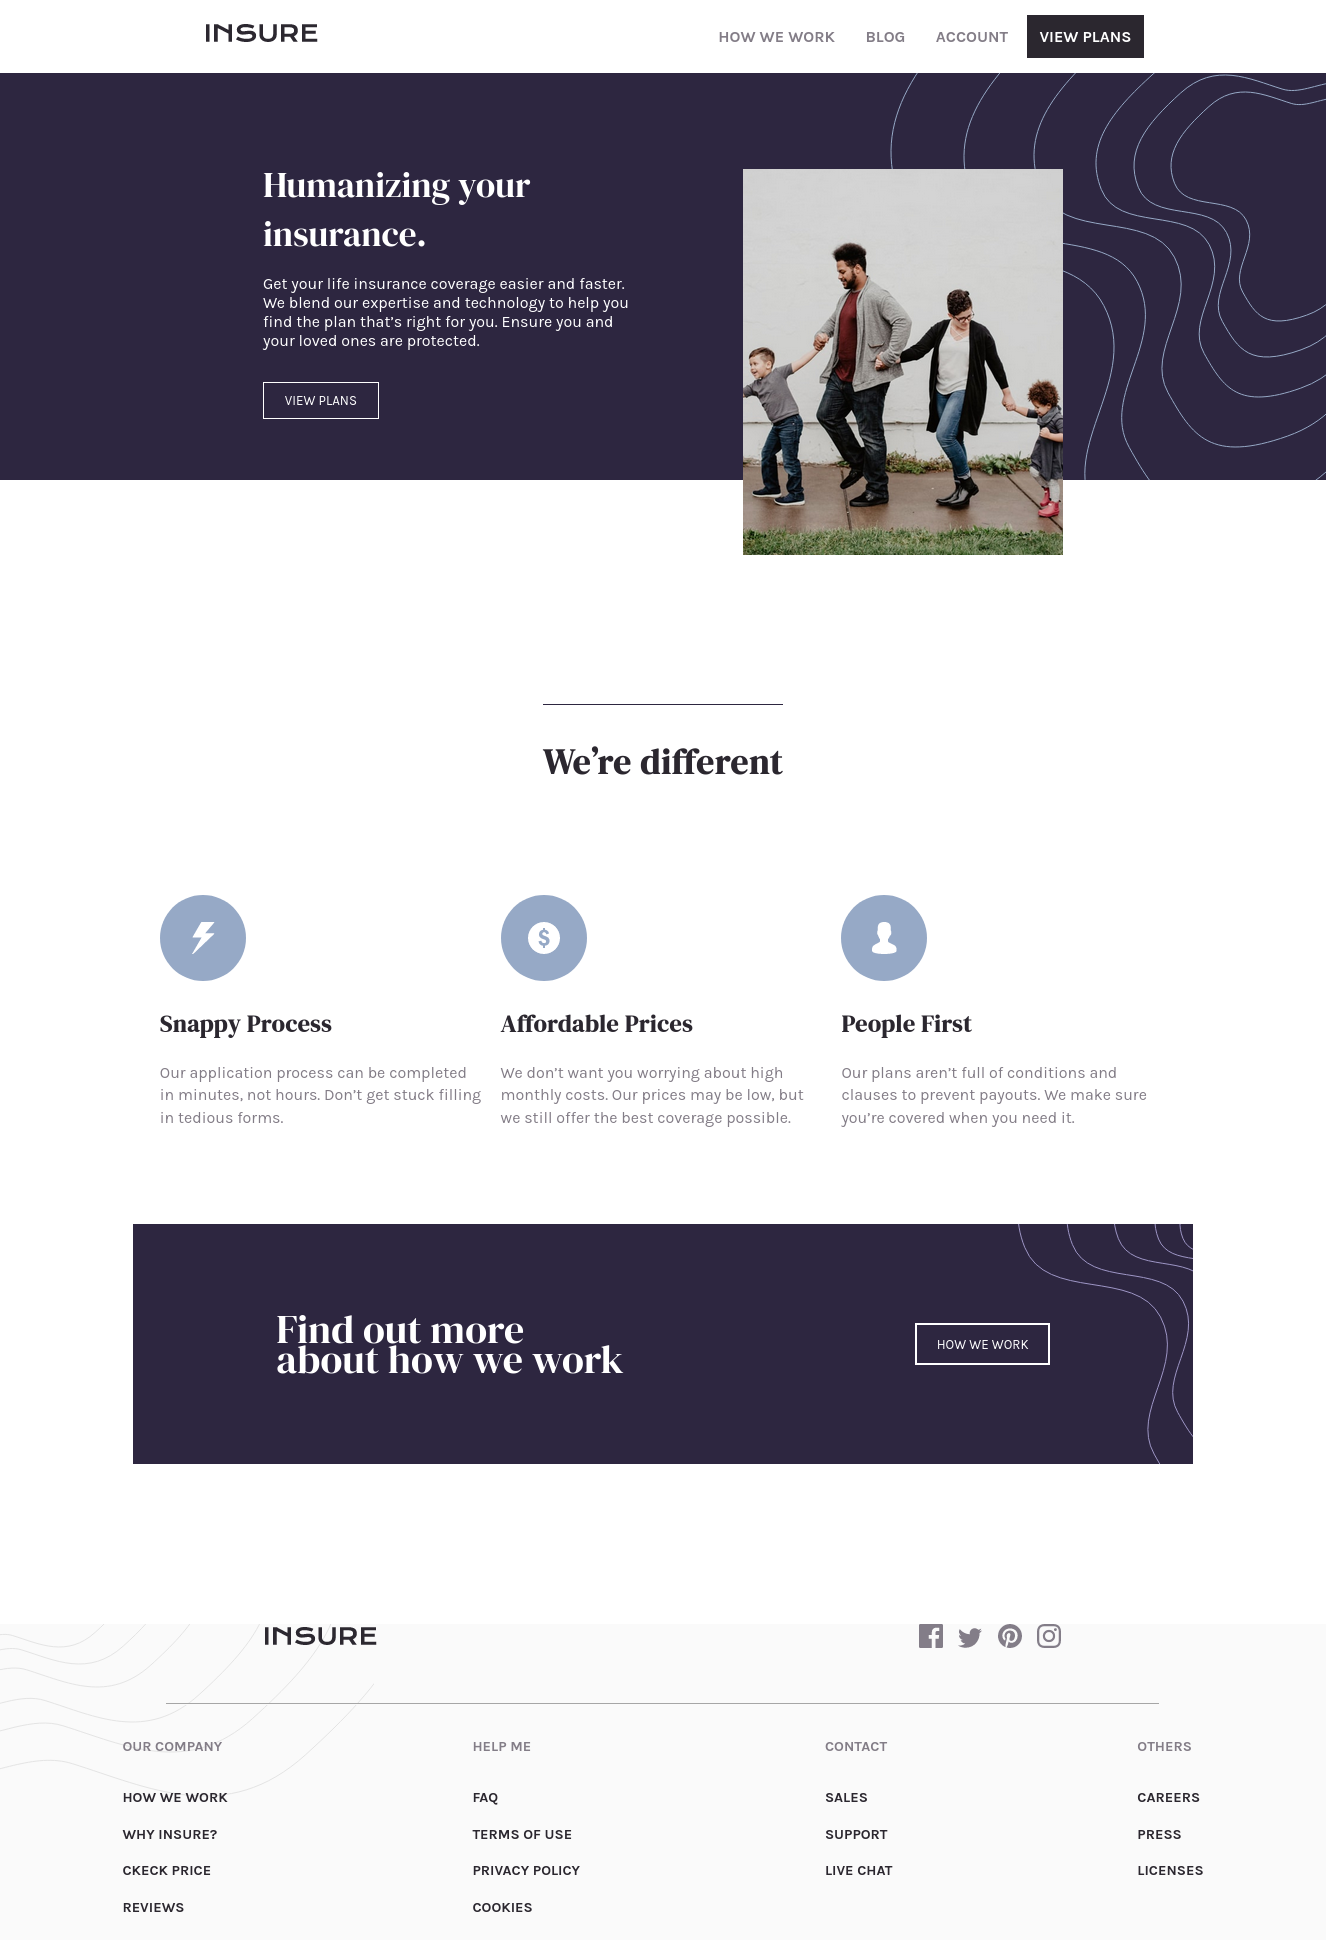 INSURE
HOW WE WORK BLOG ACCOUNT VIEW PLANS
Humanizing your
insurance.
Get your life insurance coverage easier and faster.
We blend our expertise and technology to help you
find the plan that’s right for you. Ensure you and
your loved ones are protected.
VIEW PLANS
We’re different
Snappy Process
Our application process can be completed
in minutes, not hours. Don’t get stuck filling
in tedious forms.
Affordable Prices
We don’t want you worrying about high
monthly costs. Our prices may be low, but
we still offer the best coverage possible.
People First
Our plans aren’t full of conditions and
clauses to prevent payouts. We make sure
you’re covered when you need it.
Find out more
about how we work
HOW WE WORK
INSURE
OUR COMPANY
HOW WE WORK
WHY INSURE?
CKECK PRICE
REVIEWS
HELP ME
FAQ
TERMS OF USE
PRIVACY POLICY
COOKIES
CONTACT
SALES
SUPPORT
LIVE CHAT
OTHERS
CAREERS
PRESS
LICENSES